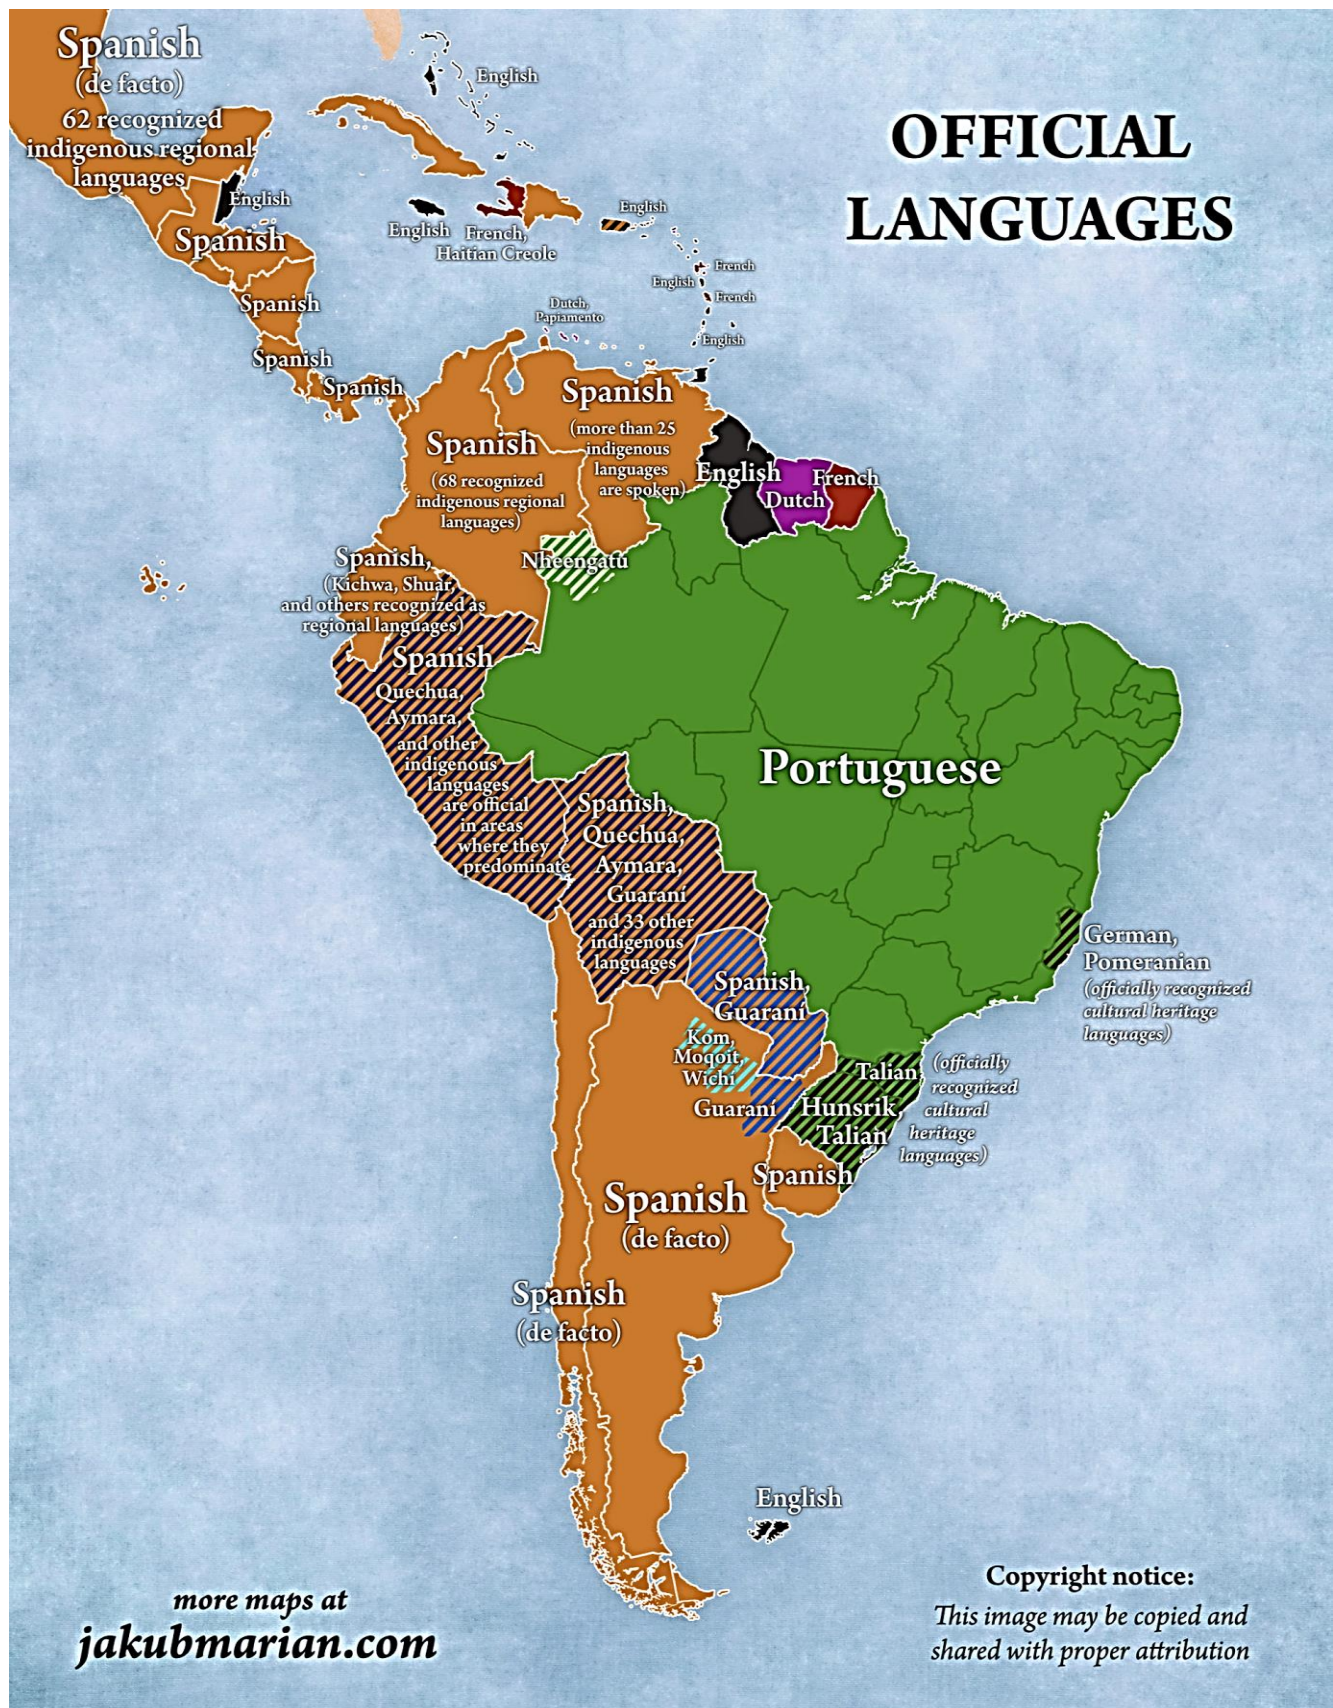 Spanish
(de facto)
62 recognized
indigenous regional
languages
English
OFFICIAL
LANGUAGES
English
English
French,
Haitian Creole
English
Spanish
French
English
French
Spanish
Dutch,
Papiamento
English
Spanish
Spanish
Spanish
(more than 25
indigenous
languages
are spoken)
Spanish
(68 recognized
indigenous regional
languages)
English
Dutch
French
Nheengatu
Spanish,
(Kichwa, Shuar,
and others recognized as
regional languages)
Spanish
Quechua,
Aymara,
and other
indigenous
languages
are official
in areas
where they
predominate
Portuguese
Spanish,
Quechua,
Aymara,
Guaraní
and 33 other
indigenous
languages
German,
Pomeranian
(officially recognized
cultural heritage
languages)
Spanish,
Guaraní
Kom,
Moqoit,
Wichí
Guaraní
Talian
Hunsrik,
Talian
(officially
recognized
cultural
heritage
languages)
Spanish
Spanish
(de facto)
Spanish
(de facto)
English
more maps at
jakubmarian.com
Copyright notice:
This image may be copied and
shared with proper attribution